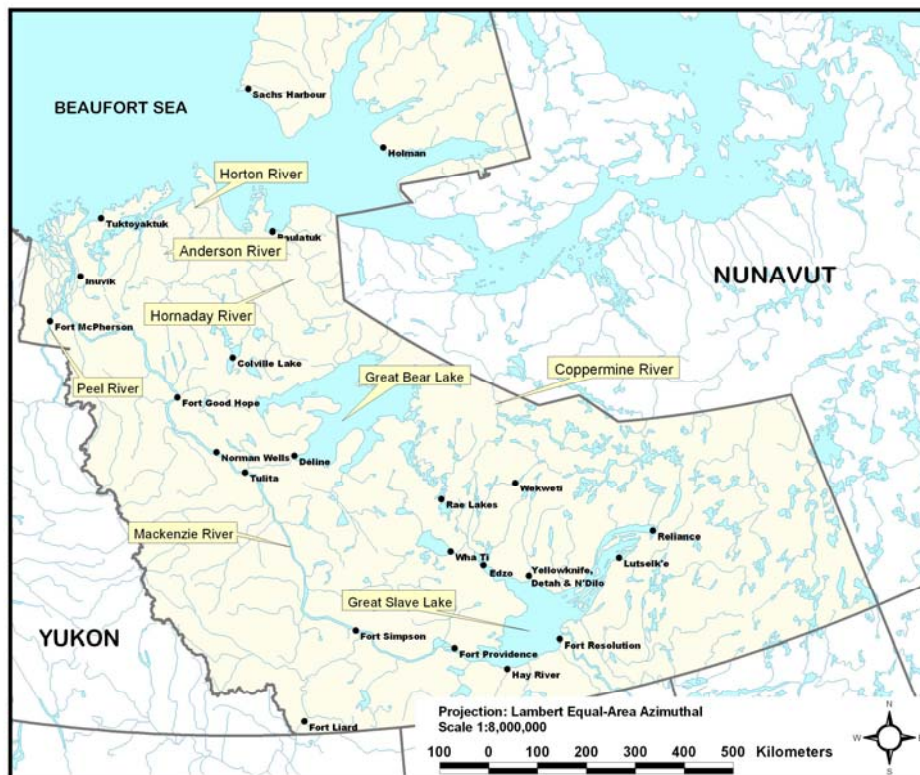 Sachs Harbour
BEAUFORT SEA
Holman
Horton River
Tuktoyaktuk
Paulatuk
Anderson River
NUNAVUT
Inuvik
Hornaday River
Fort McPherson
Colville Lake
Coppermine River
Great Bear Lake
Peel River
Fort Good Hope
Norman Wells
Déline
Tulita
Wekweti
Rae Lakes
Mackenzie River
Reliance
Wha Ti
Lutselk'e
Edzo
Yellowknife,
Detah & N'Dilo
Great Slave Lake
YUKON
Fort Simpson
Fort Resolution
Fort Providence
Hay River
Fort Liard
Projection: Lambert Equal-Area Azimuthal
Scale 1:8,000,000
100 0 100 200 300 400 500 Kilometers
N
W E
S